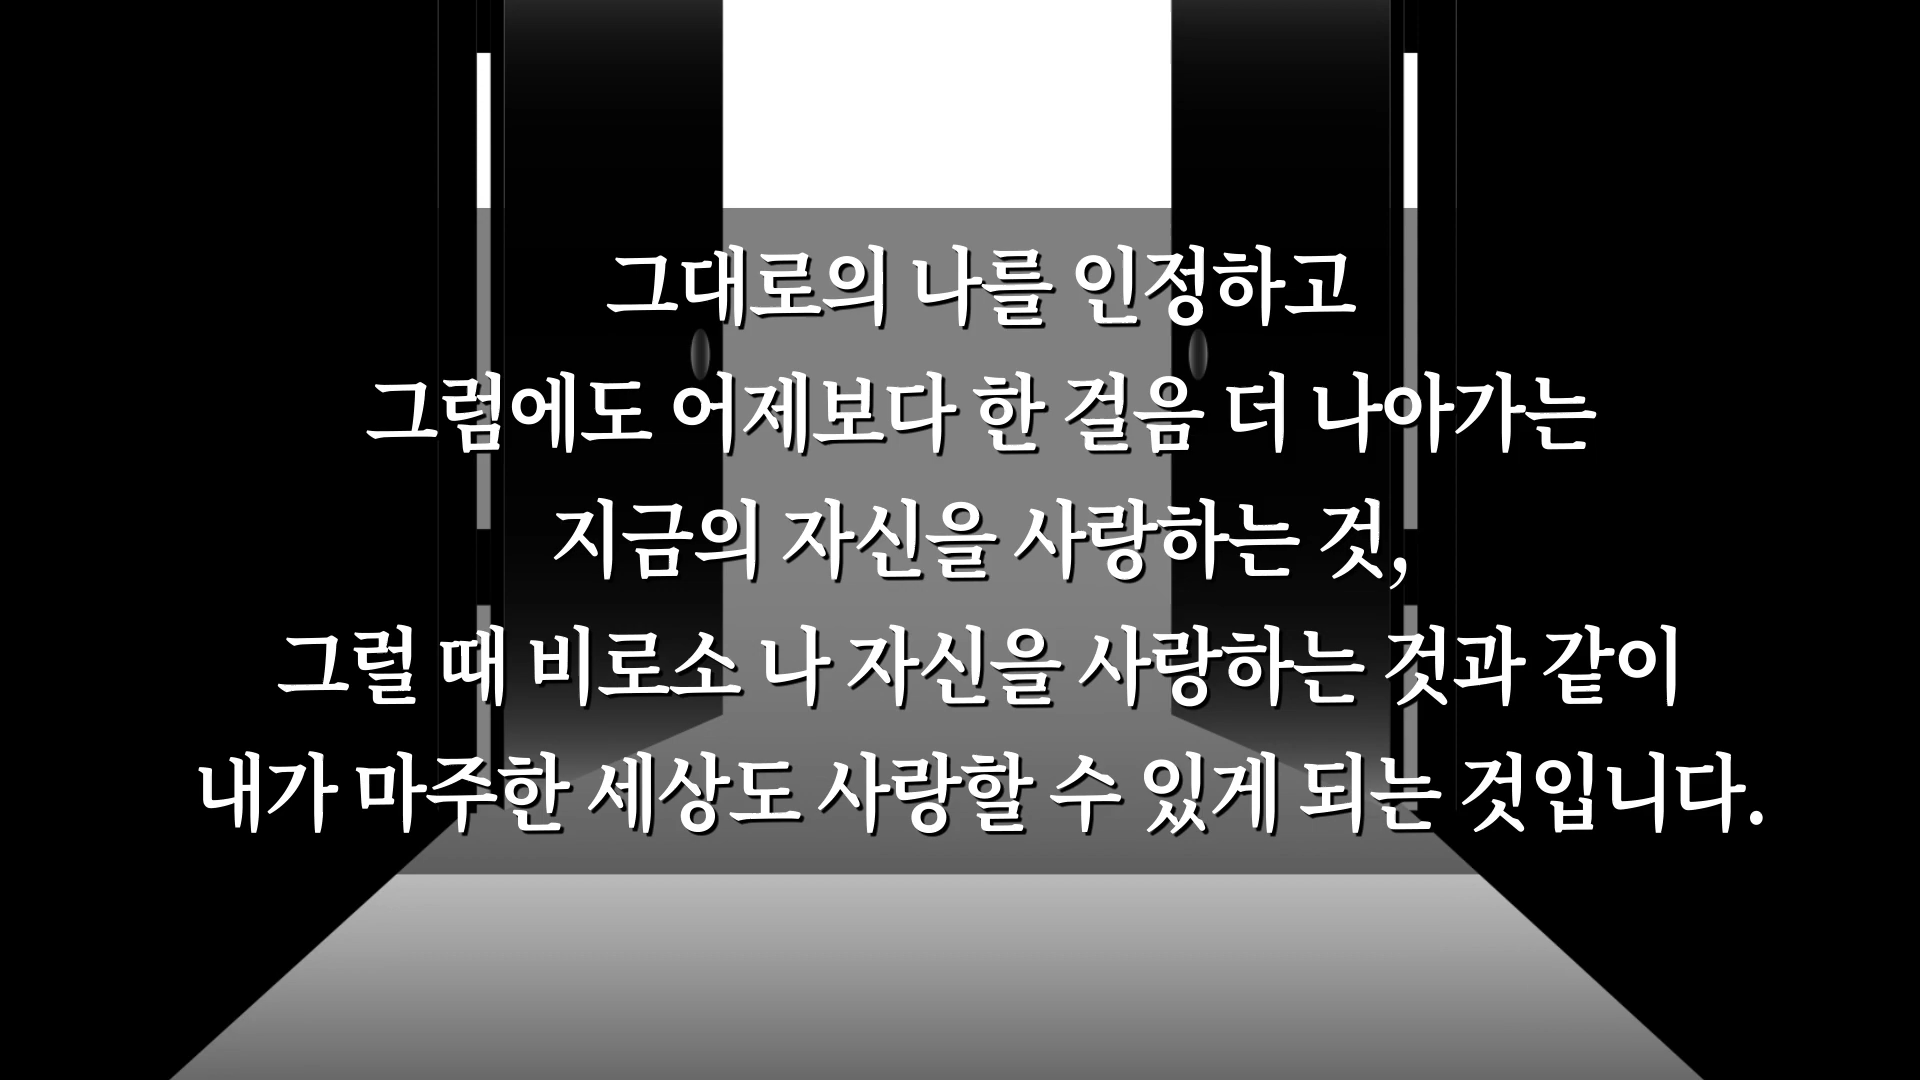 그대로의 나를 인정하고
그럼에도 어제보다 한 걸음 더 나아가는
지금의 자신을 사랑하는 것,
그럴 때 비로소 나 자신을 사랑하는 것과 같이
내가 마주한 세상도 사랑할 수 있게 되는 것입니다.